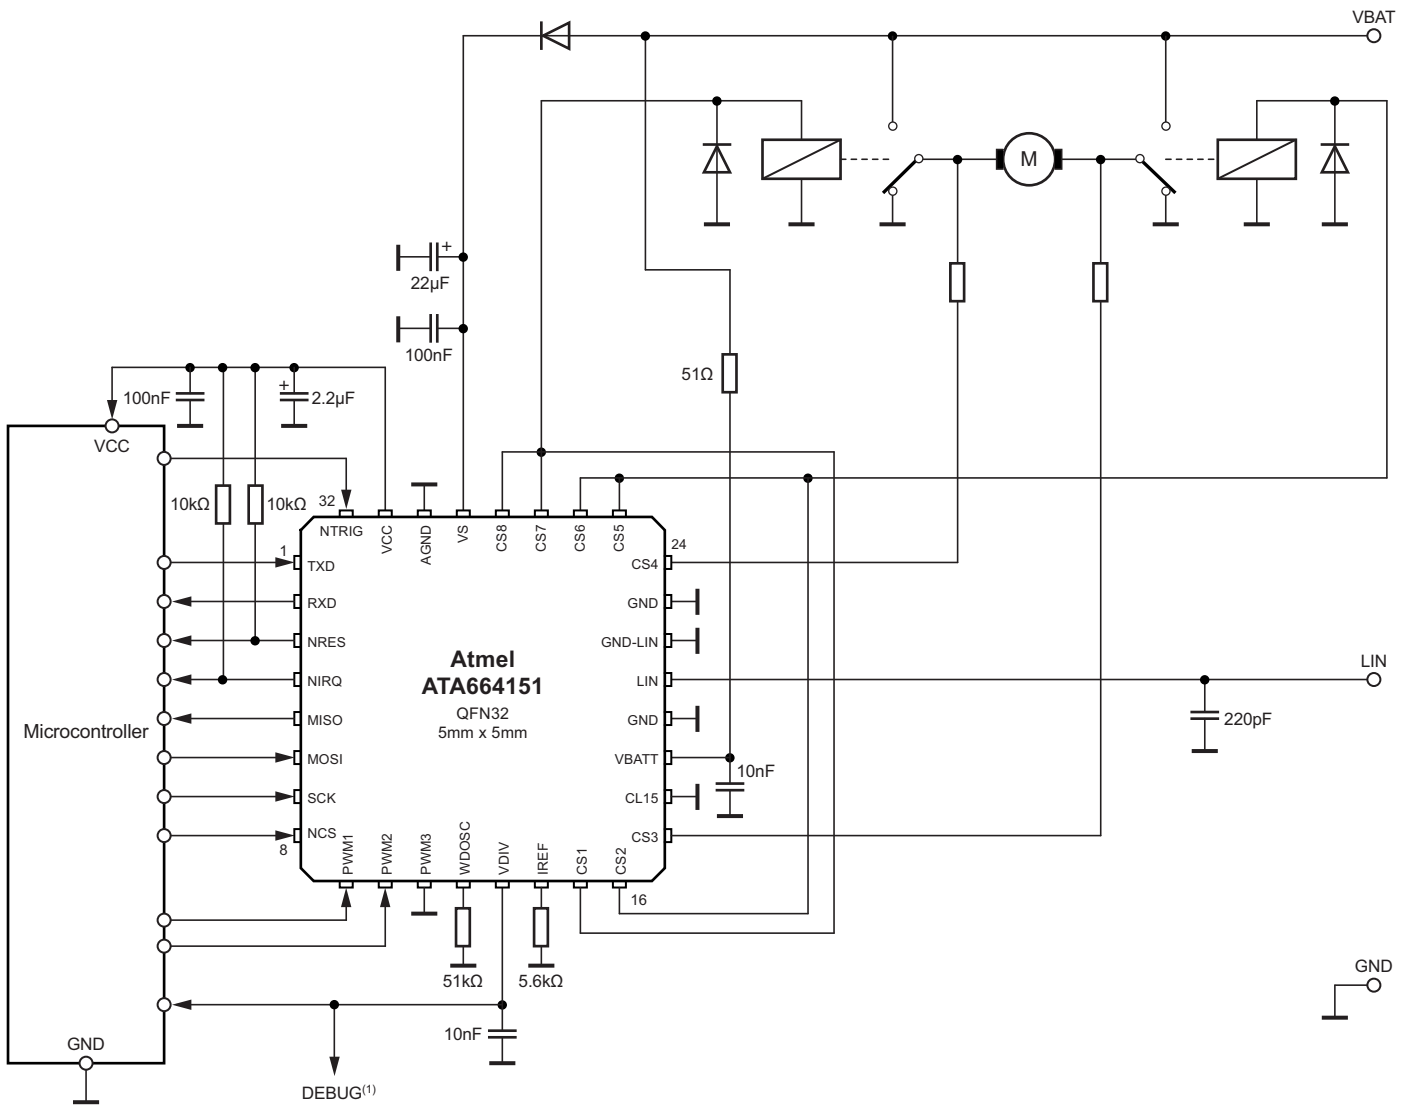 VBAT
M
+
22µF
100nF
51Ω
100nF
+
2.2µF
VCC
10kΩ
10kΩ
32
NTRIG
VCC
AGND
VS
CS8
CS7
CS6
CS5
24
1
TXD
RXD
NRES
NIRQ
MISO
MOSI
SCK
NCS
8
CS4
GND
GND-LIN
LIN
GND
VBATT
CL15
CS3
Atmel
ATA664151
QFN32
5mm x 5mm
Microcontroller
LIN
220pF
10nF
PWM1
PWM2
PWM3
WDOSC
VDIV
IREF
CS1
CS2
16
51kΩ
5.6kΩ
GND
10nF
GND
DEBUG(1)